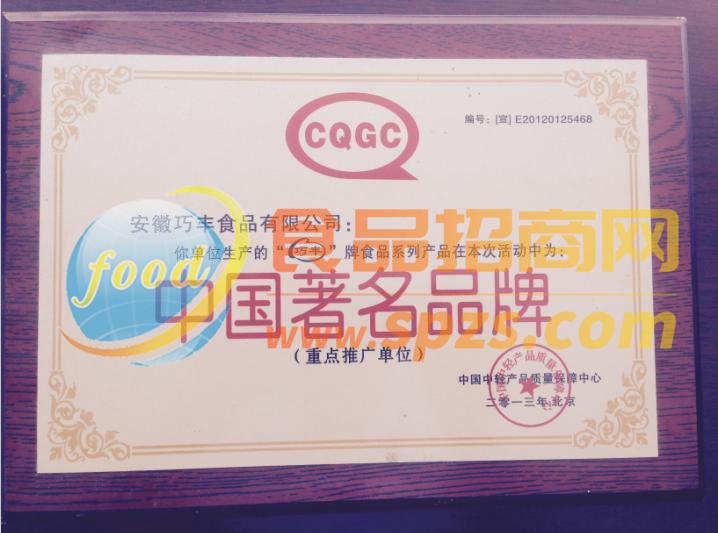 CQGC
编号：[宣] E20120125468
安徽巧丰食品有限公司：
你单位生产的“巧丰”牌食品系列产品在本次活动中为：
中国著名品牌
（重点推广单位）
中国中轻产品质量保障中心
二零一三年 北京
food
食品招商网
www.spzs.com